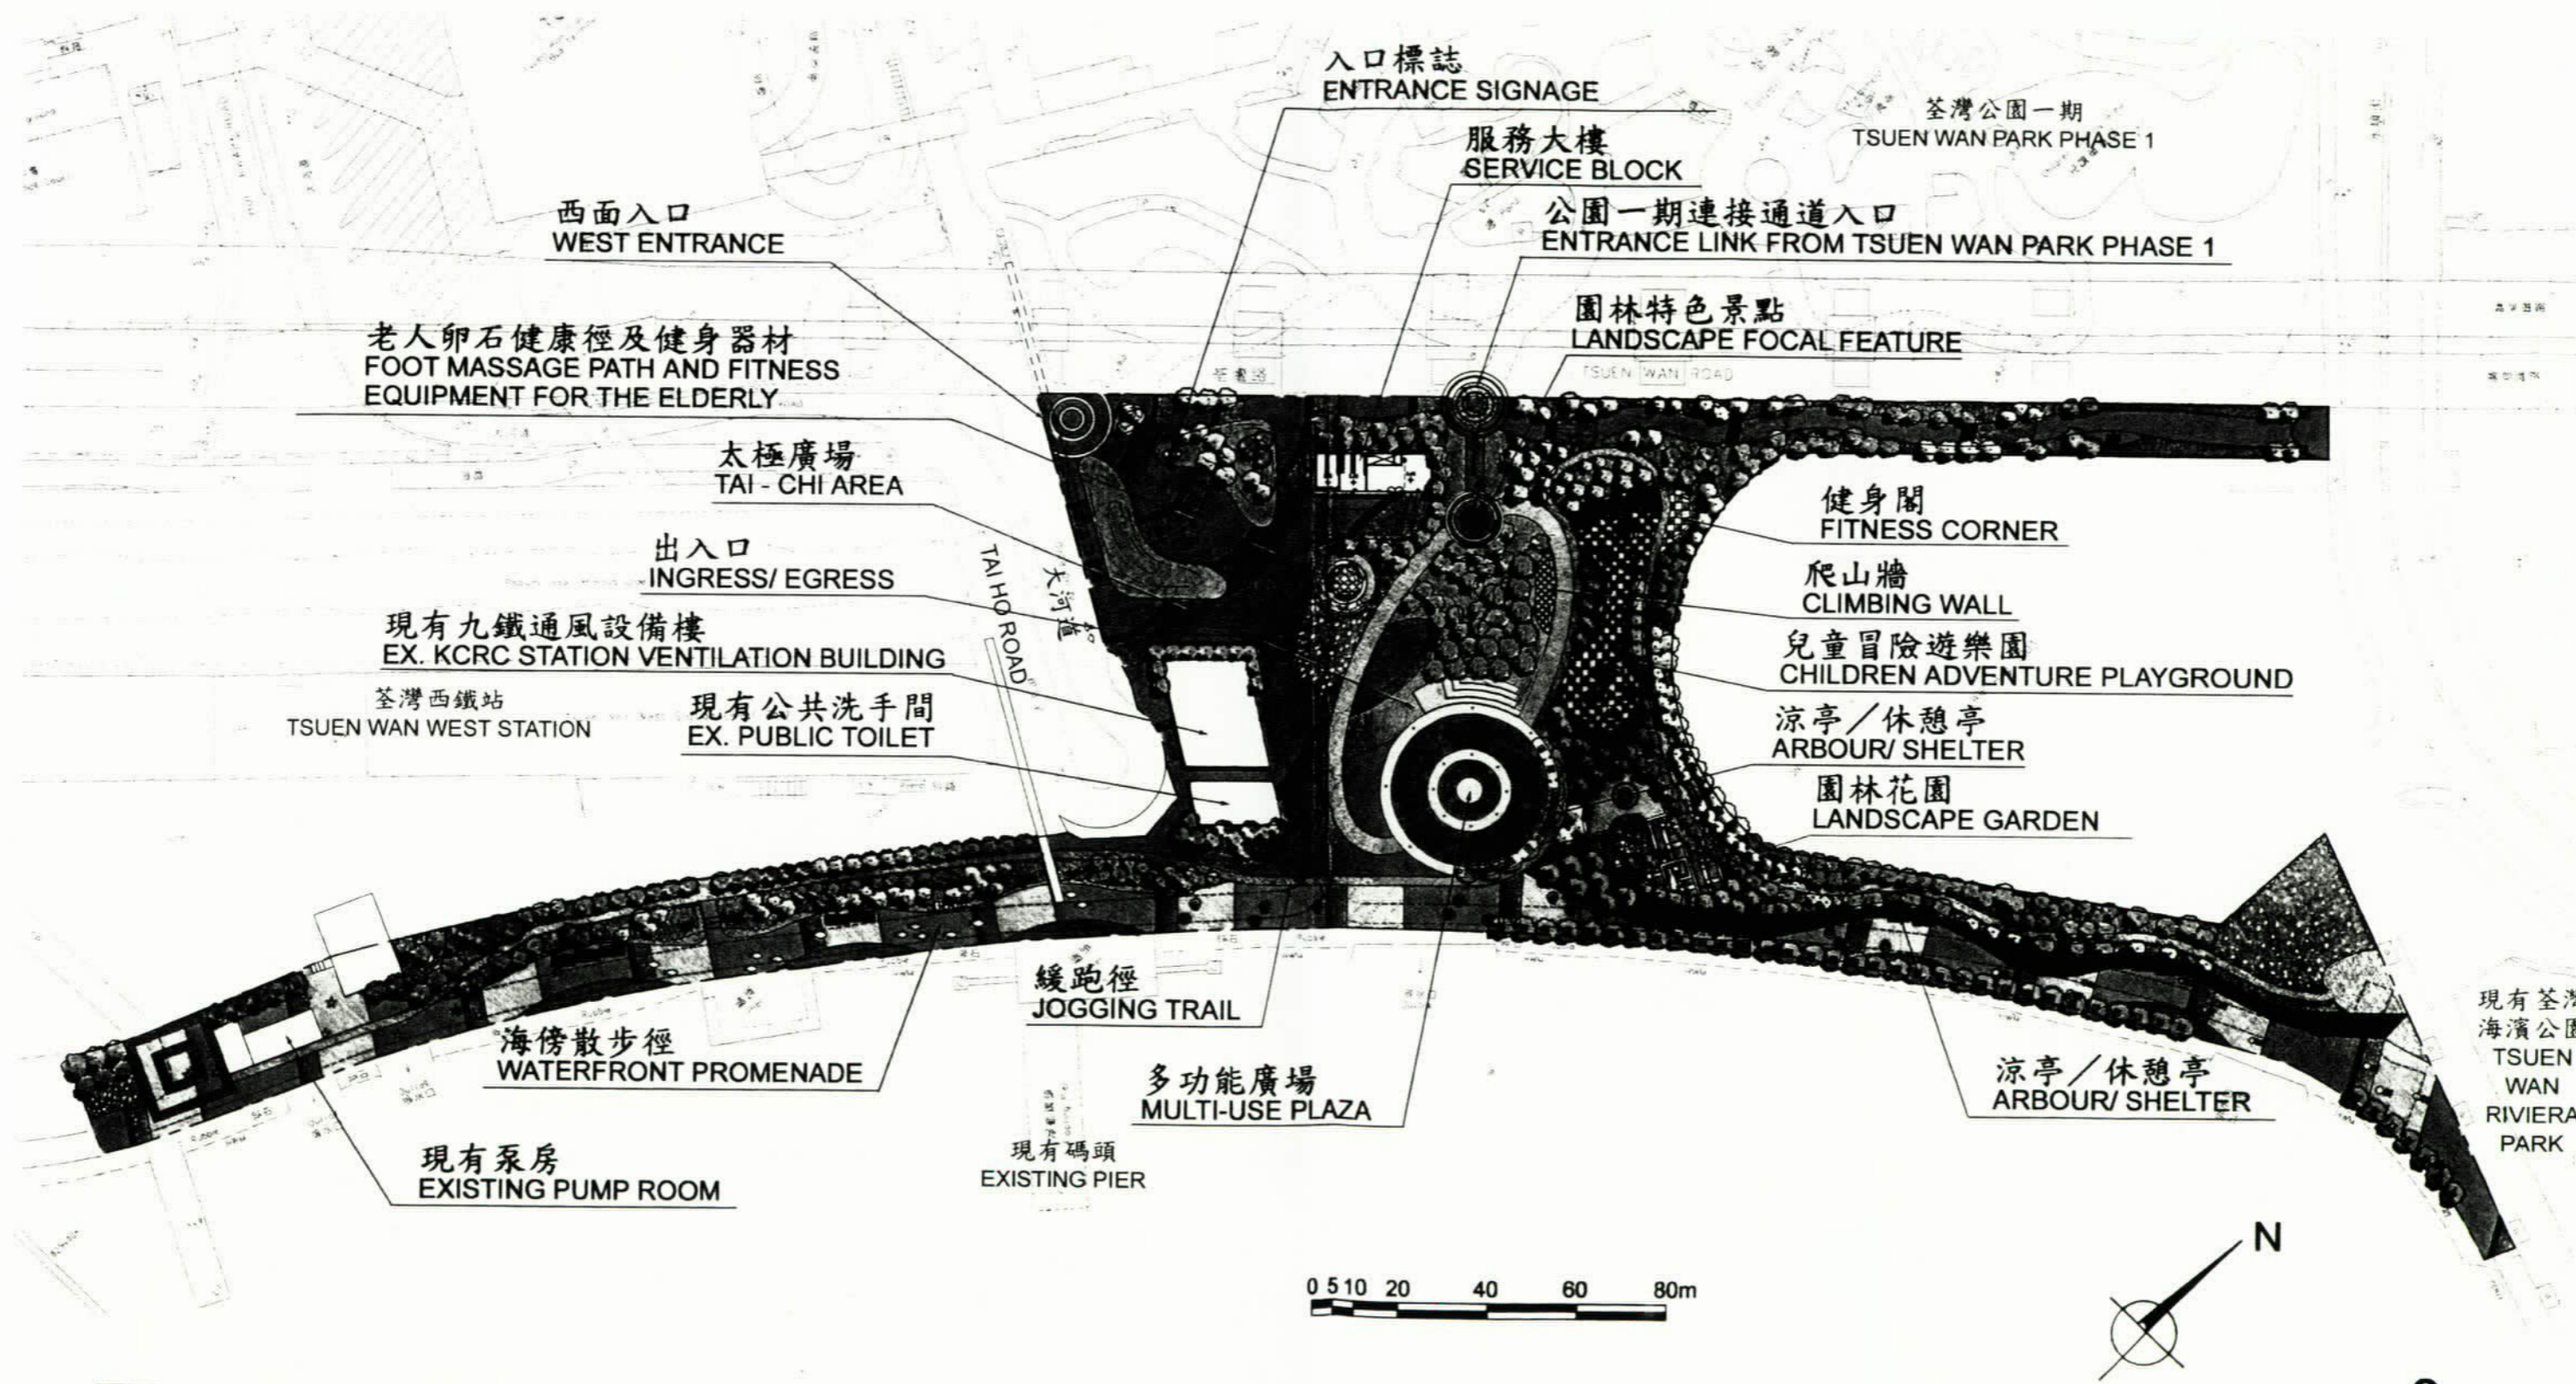 入口標誌
ENTRANCE SIGNAGE
荃灣公園一期
TSUEN WAN PARK PHASE 1
服務大樓
SERVICE BLOCK
公園一期連接通道入口
ENTRANCE LINK FROM TSUEN WAN PARK PHASE 1
西面入口
WEST ENTRANCE
園林特色景點
LANDSCAPE FOCAL FEATURE
TSUEN WAN ROAD
老人卵石健康徑及健身器材
FOOT MASSAGE PATH AND FITNESS
EQUIPMENT FOR THE ELDERLY
太極廣場
TAI - CHI AREA
健身閣
FITNESS CORNER
出入口
INGRESS/ EGRESS
大河道
TAI HO ROAD
爬山牆
CLIMBING WALL
現有九鐵通風設備樓
EX. KCRC STATION VENTILATION BUILDING
兒童冒險遊樂園
CHILDREN ADVENTURE PLAYGROUND
荃灣西鐵站
TSUEN WAN WEST STATION
現有公共洗手間
EX. PUBLIC TOILET
涼亭／休憩亭
ARBOUR/ SHELTER
園林花園
LANDSCAPE GARDEN
緩跑徑
JOGGING TRAIL
海傍散步徑
WATERFRONT PROMENADE
多功能廣場
MULTI-USE PLAZA
涼亭／休憩亭
ARBOUR/ SHELTER
現有荃灣
海濱公園
TSUEN
WAN
RIVIERA
PARK
現有泵房
EXISTING PUMP ROOM
現有碼頭
EXISTING PIER
N
0 5 10 20 40 60 80m